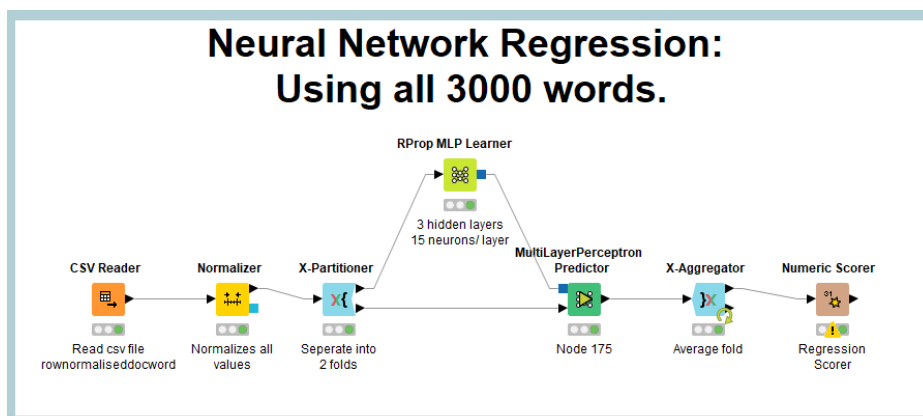 Neural Network Regression:
Using all 3000 words.
RProp MLP Learner
3 hidden layers
15 neurons/ layer
CSV Reader
Normalizer
X-Partitioner
MultiLayerPerceptron
Predictor
X-Aggregator
Numeric Scorer
Read csv file
rownormaliseddocword
Normalizes all
values
Seperate into
2 folds
Node 175
Average fold
Regression
Scorer